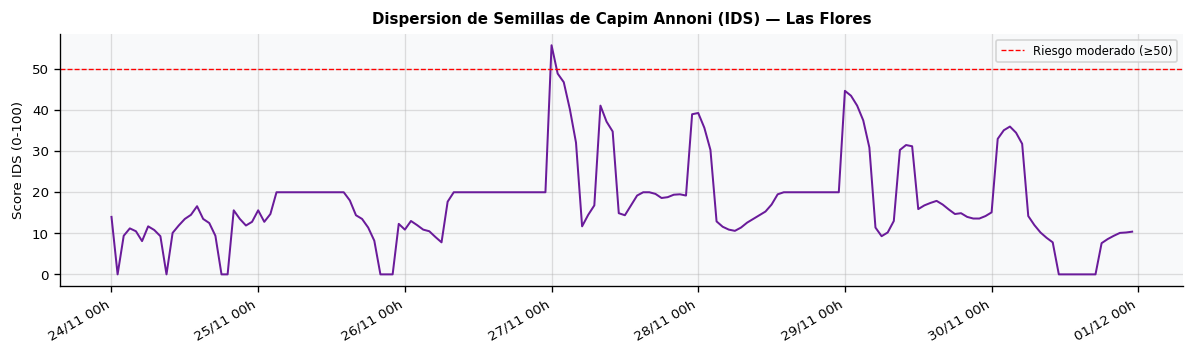 Dispersion de Semillas de Capim Annoni (IDS) — Las Flores
Riesgo moderado (≥50)
Score IDS (0-100)
50
40
30
20
10
0
24/11 00h
25/11 00h
26/11 00h
27/11 00h
28/11 00h
29/11 00h
30/11 00h
01/12 00h